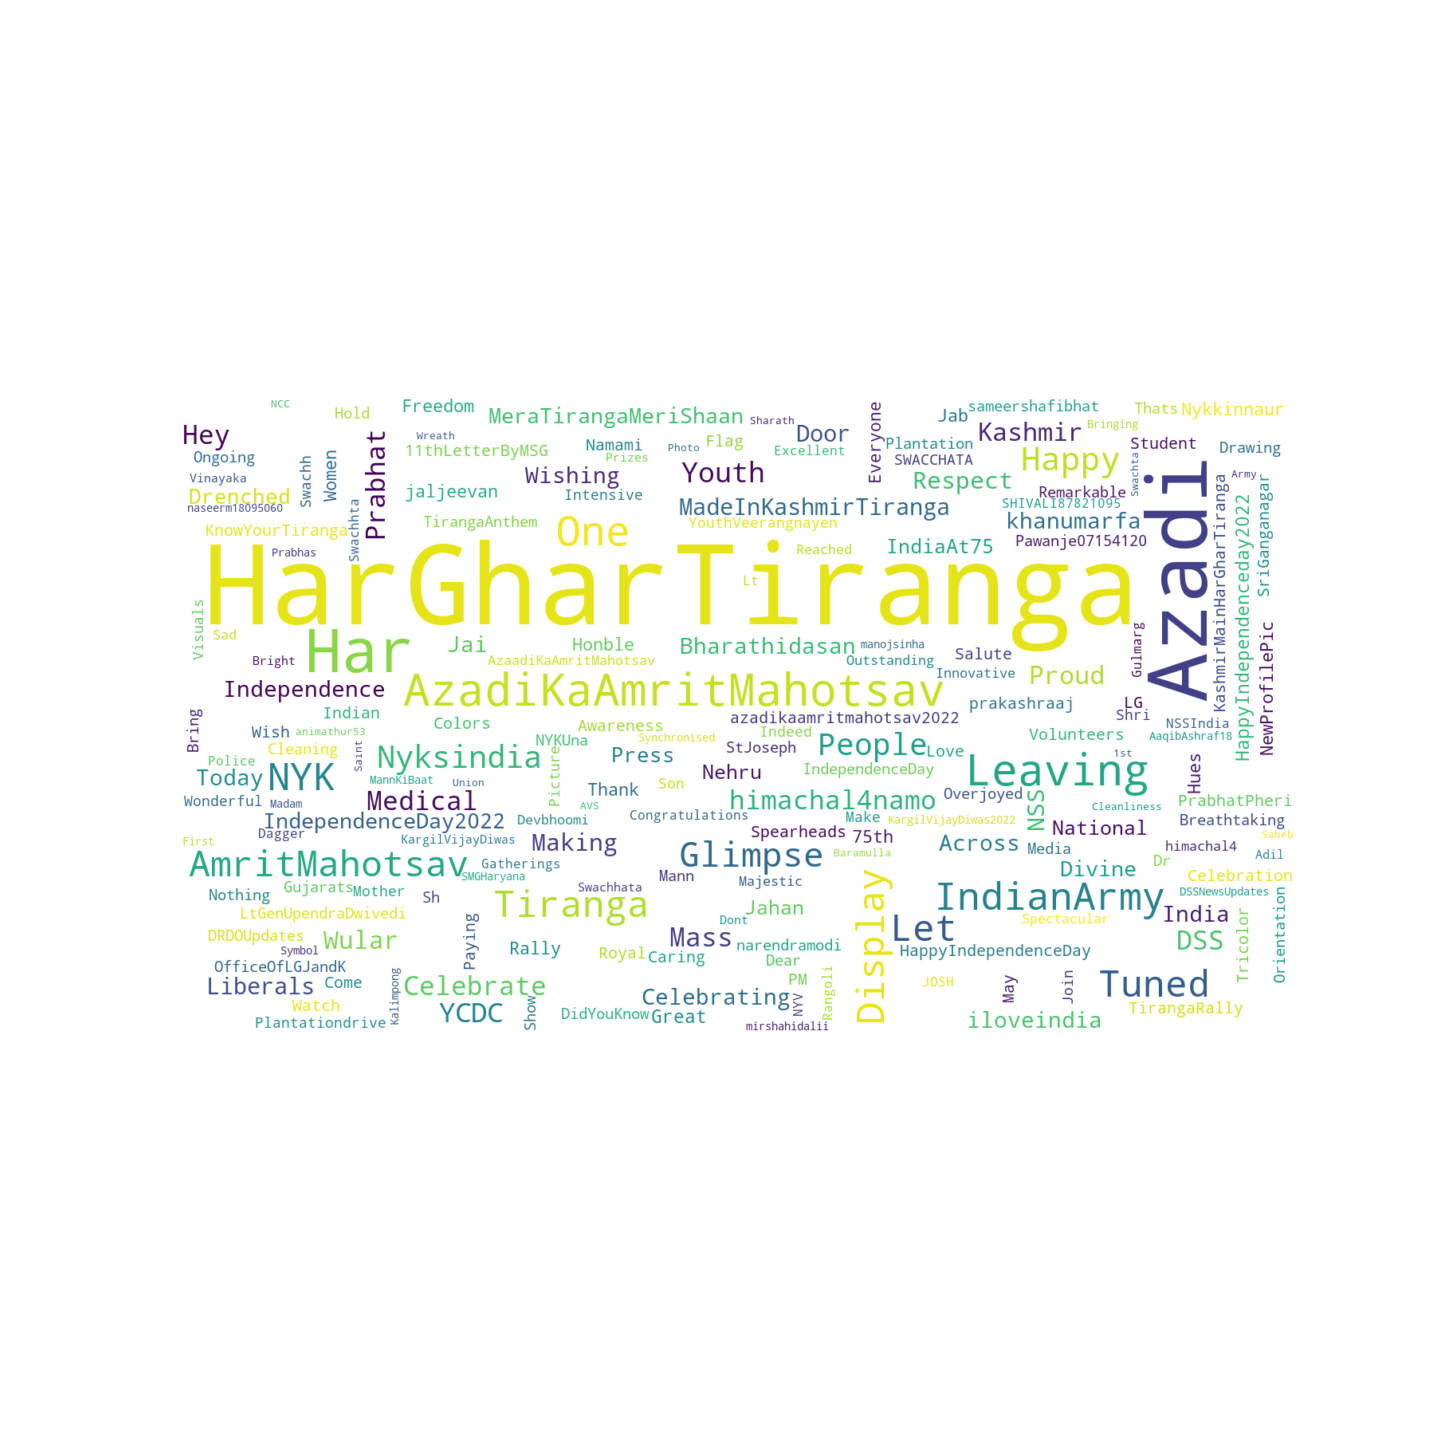 NCC
Hold
Freedom
MeraTirangaMeriShaan
Sharath
Everyone
Jab
sameershafibhat
Thats
Nykkinnaur
Hey
Prabhat
Wreath
Door
Kashmir
Bringing
Ongoing
Women
11thLetterByMSG
Namami
Photo
Flag
Excellent
Plantation
Student
Drawing
Vinayaka
Swachh
Wishing
Prizes
Youth
SWACCHATA
Happy
Swachta
Azadi
Army
Drenched
jaljeevan
Intensive
Respect
Remarkable
naseerm18095060
MadeInKashmirTiranga
SHIVALI87821095
KnowYourTiranga
Swachhta
TirangaAnthem
One
YouthVeerangnayen
khanumarfa
KashmirMainHarGharTiranga
HappyIndependenceday2022
SriGanganagar
Prabhas
Reached
IndiaAt75
Pawanje07154120
HarGharTiranga
Lt
Visuals
Sad
Har
Jai
Honble
Bharathidasan
manojsinha
Salute
Gulmarg
NewProfilePic
Bright
AzaadiKaAmritMahotsav
Outstanding
Innovative
Proud
Independence
AzadiKaAmritMahotsav
prakashraaj
LG
Bring
Indian
Colors
Awareness
azadikaamritmahotsav2022
Shri
NSSIndia
Wish
animathur53
NYKUna
Synchronised
Indeed
Volunteers
AaqibAshraf18
Cleaning
Saint
Nyksindia
Picture
Press
StJoseph
People
Love
1st
Police
Today
NYK
MannKiBaat
Union
Thank
Son
Nehru
IndependenceDay
Leaving
Hues
Wonderful
Madam
Medical
AVS
himachal4namo
Overjoyed
NSS
Cleanliness
PrabhatPheri
IndependenceDay2022
Devbhoomi
Congratulations
Make
KargilVijayDiwas2022
Breathtaking
First
Dagger
KargilVijayDiwas
Making
Spearheads
75th
National
Saheb
AmritMahotsav
Gatherings
Glimpse
Baramulla
Across
Media
himachal4
SMGHaryana
Mann
Majestic
Divine
Dr
Adil
Celebration
Nothing
Gujarats
Mother
Sh
Swachhata
Display
IndianArmy
DSSNewsUpdates
LtGenUpendraDwivedi
Tiranga
Jahan
Dont
Let
Spectacular
India
Orientation
DRDOUpdates
Wular
Paying
Mass
narendramodi
DSS
Tricolor
Symbol
Rally
Royal
Caring
Dear
HappyIndependenceDay
OfficeOfLGJandK
Liberals
Come
Kalimpong
Celebrate
PM
Rangoli
JOSH
May
Join
Tuned
Watch
YCDC
Show
DidYouKnow
Celebrating
NYV
TirangaRally
Plantationdrive
Great
mirshahidalii
iloveindia